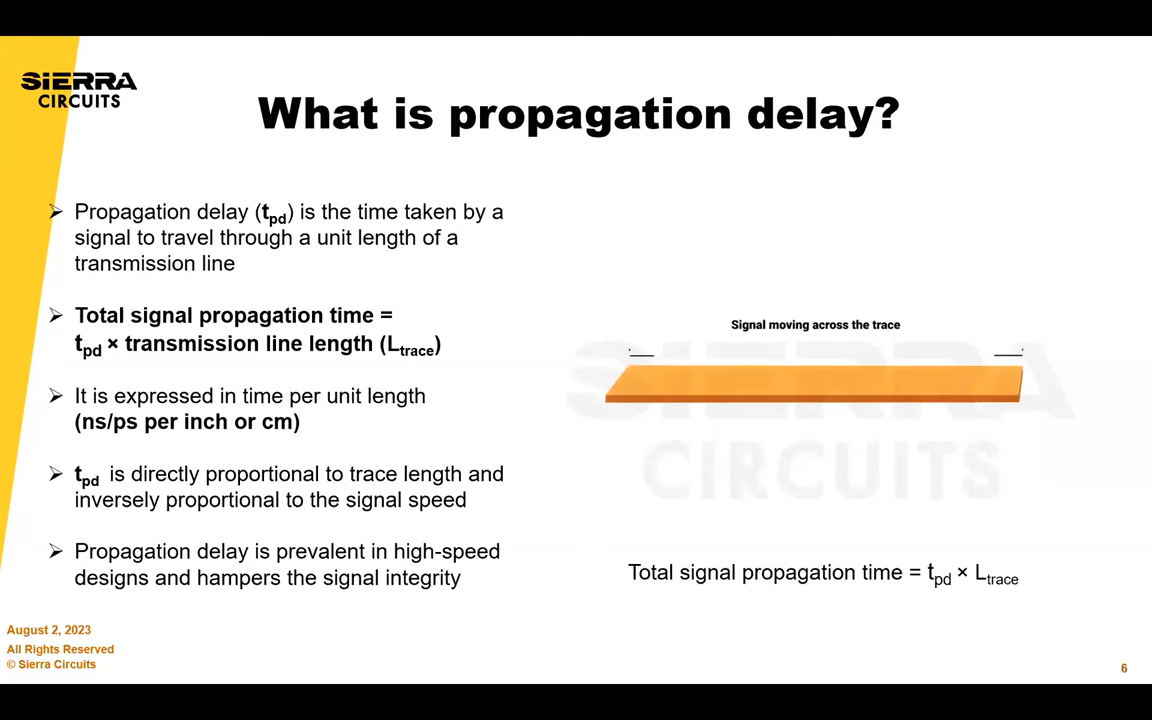 SIERRA
CIRCUITS
What is propagation delay?
➢ Propagation delay (tpd) is the time taken by a
signal to travel through a unit length of a
transmission line
➢ Total signal propagation time =
tpd × transmission line length (Ltrace)
➢ It is expressed in time per unit length
(ns/ps per inch or cm)
➢ tpd is directly proportional to trace length and
inversely proportional to the signal speed
➢ Propagation delay is prevalent in high-speed
designs and hampers the signal integrity
Signal moving across the trace
SIERRA
CIRCUITS
Total signal propagation time = tpd × Ltrace
August 2, 2023
All Rights Reserved
© Sierra Circuits
6